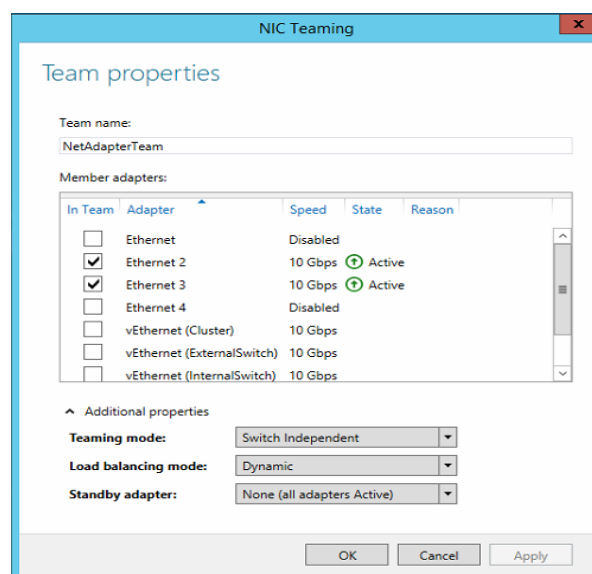 NIC Teaming
x
Team properties
Team name:
NetAdapterTeam
Member adapters:
In Team Adapter Speed State Reason
Ethernet Disabled
Ethernet 2 10 Gbps Active
Ethernet 3 10 Gbps Active
Ethernet 4 Disabled
vEthernet (Cluster) 10 Gbps
vEthernet (ExternalSwitch) 10 Gbps
vEthernet (InternalSwitch) 10 Gbps
Additional properties
Teaming mode: Switch Independent
Load balancing mode: Dynamic
Standby adapter: None (all adapters Active)
OK Cancel Apply